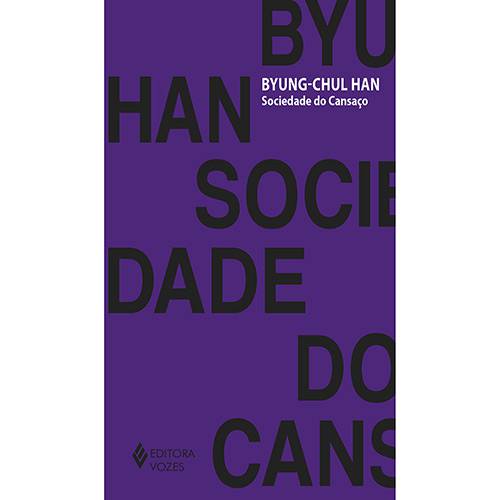 BYU
BYUNG-CHUL HAN
Sociedade do Cansaço
HAN
SOCIE
DADE
DO
CANS
EDITORA
VOZES